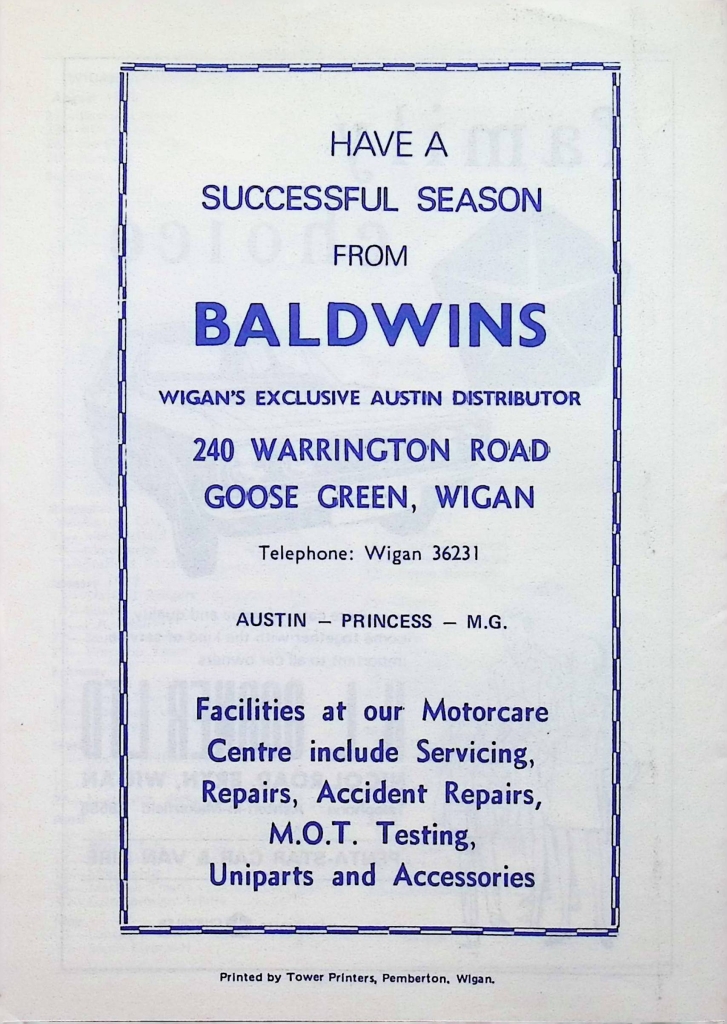 HAVE A
SUCCESSFUL SEASON
FROM
BALDWINS
WIGAN'S EXCLUSIVE AUSTIN DISTRIBUTOR
240 WARRINGTON ROAD
GOOSE GREEN, WIGAN
Telephone: Wigan 36231
AUSTIN – PRINCESS – M.G.
Facilities at our Motorcare
Centre include Servicing,
Repairs, Accident Repairs,
M.O.T. Testing,
Uniparts and Accessories
Printed by Tower Printers, Pemberton, Wigan.